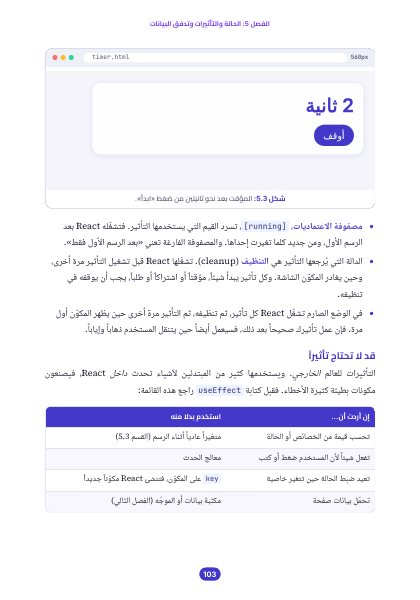 الفصل 5: الحالة والتأثيرات وتدفق البيانات
timer.html
560px
2 ثانية
أوقف
شكل 5.3: المؤقت بعد نحو ثانيتين من ضغط «ابدأ».
مصفوفة الاعتماديات، [running]، تسرد القيم التي يستخدمها التأثير. فتشغّله React بعد
الرسم الأول، ومن جديد كلما تغيرت إحداها. والمصفوفة الفارغة تعني «بعد الرسم الأول فقط».
الدالة التي يُرجعها التأثير هي التنظيف (cleanup). تشغّلها React قبل تشغيل التأثير مرة أخرى،
وحين يغادر المكوّن الشاشة. وكل تأثير يبدأ شيئاً، مؤقتاً أو اشتراكاً أو طلباً، يجب أن يوقفه في
تنظيفه.
في الوضع الصارم تشغّل React كل تأثير، ثم تنظيفه، ثم التأثير مرة أخرى حين يظهر المكوّن أول
مرة. فإن عمل تأثيرك صحيحاً بعد ذلك، فسيعمل أيضاً حين يتنقل المستخدم ذهاباً وإياباً.
قد لا تحتاج تأثيراً
التأثيرات للعالم الخارجي. ويستخدمها كثير من المبتدئين لأشياء تحدث داخل React، فيصنعون
مكونات بطيئة كثيرة الأخطاء. فقبل كتابة useEffect راجع هذه القائمة:
إن أردت أن... استخدم بدلا منه
تحسب قيمة من الخصائص أو الحالة متغيراً عادياً أثناء الرسم (القسم 5.3)
تفعل شيئاً لأن المستخدم ضغط أو كتب معالج الحدث
تعيد ضبط الحالة حين تتغير خاصية key على المكوّن، فتنشئ React مكوّناً جديداً
تحمّل بيانات صفحة مكتبة بيانات أو الموجّه (الفصل التالي)
103